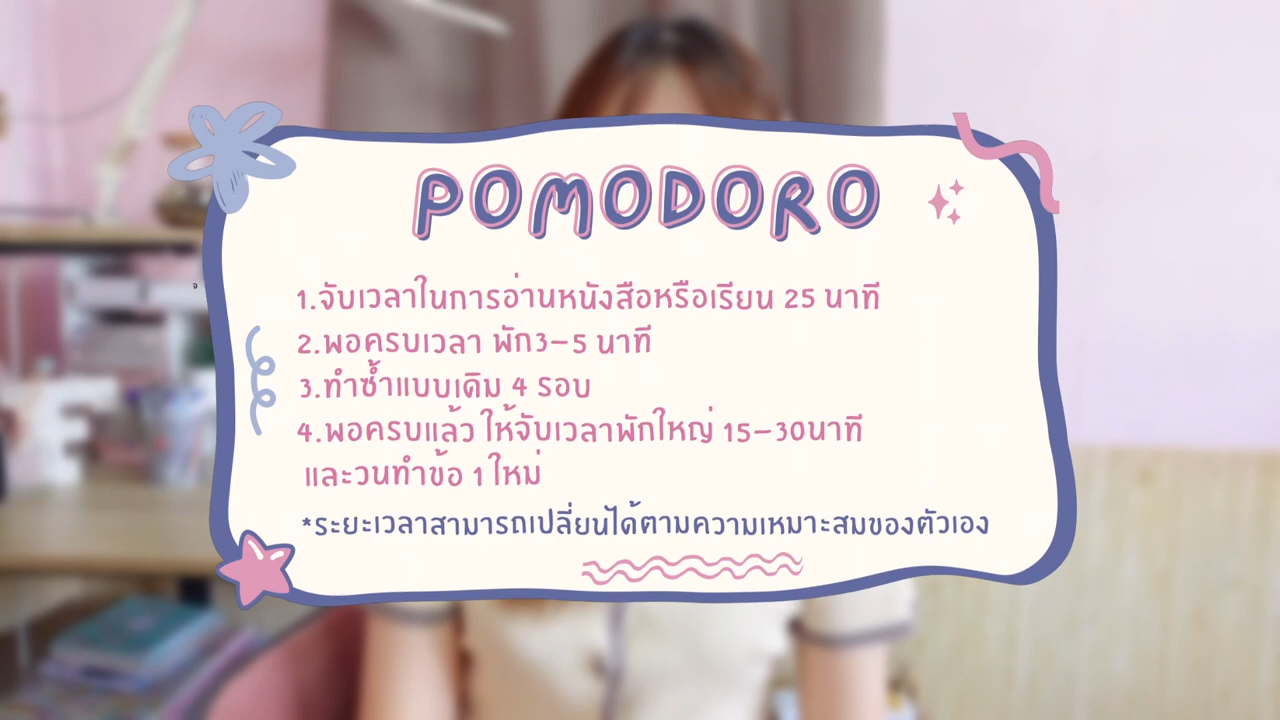 POMODORO
1.จับเวลาในการอ่านหนังสือหรือเรียน 25 นาที
2.พอครบเวลา พัก3-5 นาที
3.ทำซ้ำแบบเดิม 4 รอบ
4.พอครบแล้ว ให้จับเวลาพักใหญ่ 15-30นาที
และวนทำข้อ 1 ใหม่
*ระยะเวลาสามารถเปลี่ยนได้ตามความเหมาะสมของตัวเอง